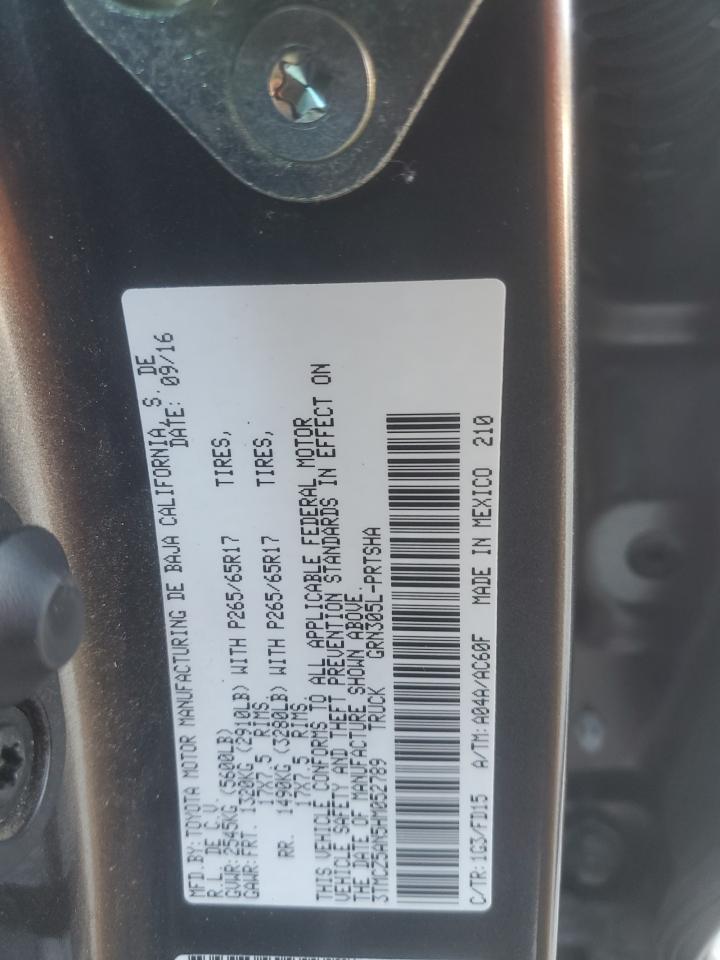 MFD.BY: TOYOTA MOTOR MANUFACTURING DE BAJA CALIFORNIA, S. DE
R.L. DE C.V. DATE: 09/16
GVWR: 2545KG (5600LB)
GAWR: FRT. 1320KG (2910LB) WITH P265/65R17 TIRES,
17X7.5 RIMS.
RR. 1490KG (3280LB) WITH P265/65R17 TIRES,
17X7.5 RIMS.
THIS VEHICLE CONFORMS TO ALL APPLICABLE FEDERAL MOTOR
VEHICLE SAFETY AND THEFT PREVENTION STANDARDS IN EFFECT ON
THE DATE OF MANUFACTURE SHOWN ABOVE.
3TMCZ5AN5HM052789 TRUCK GRN305L-PRTSHA
C/TR: 1G3/FD15 A/TM: A04A/AC60F MADE IN MEXICO 210